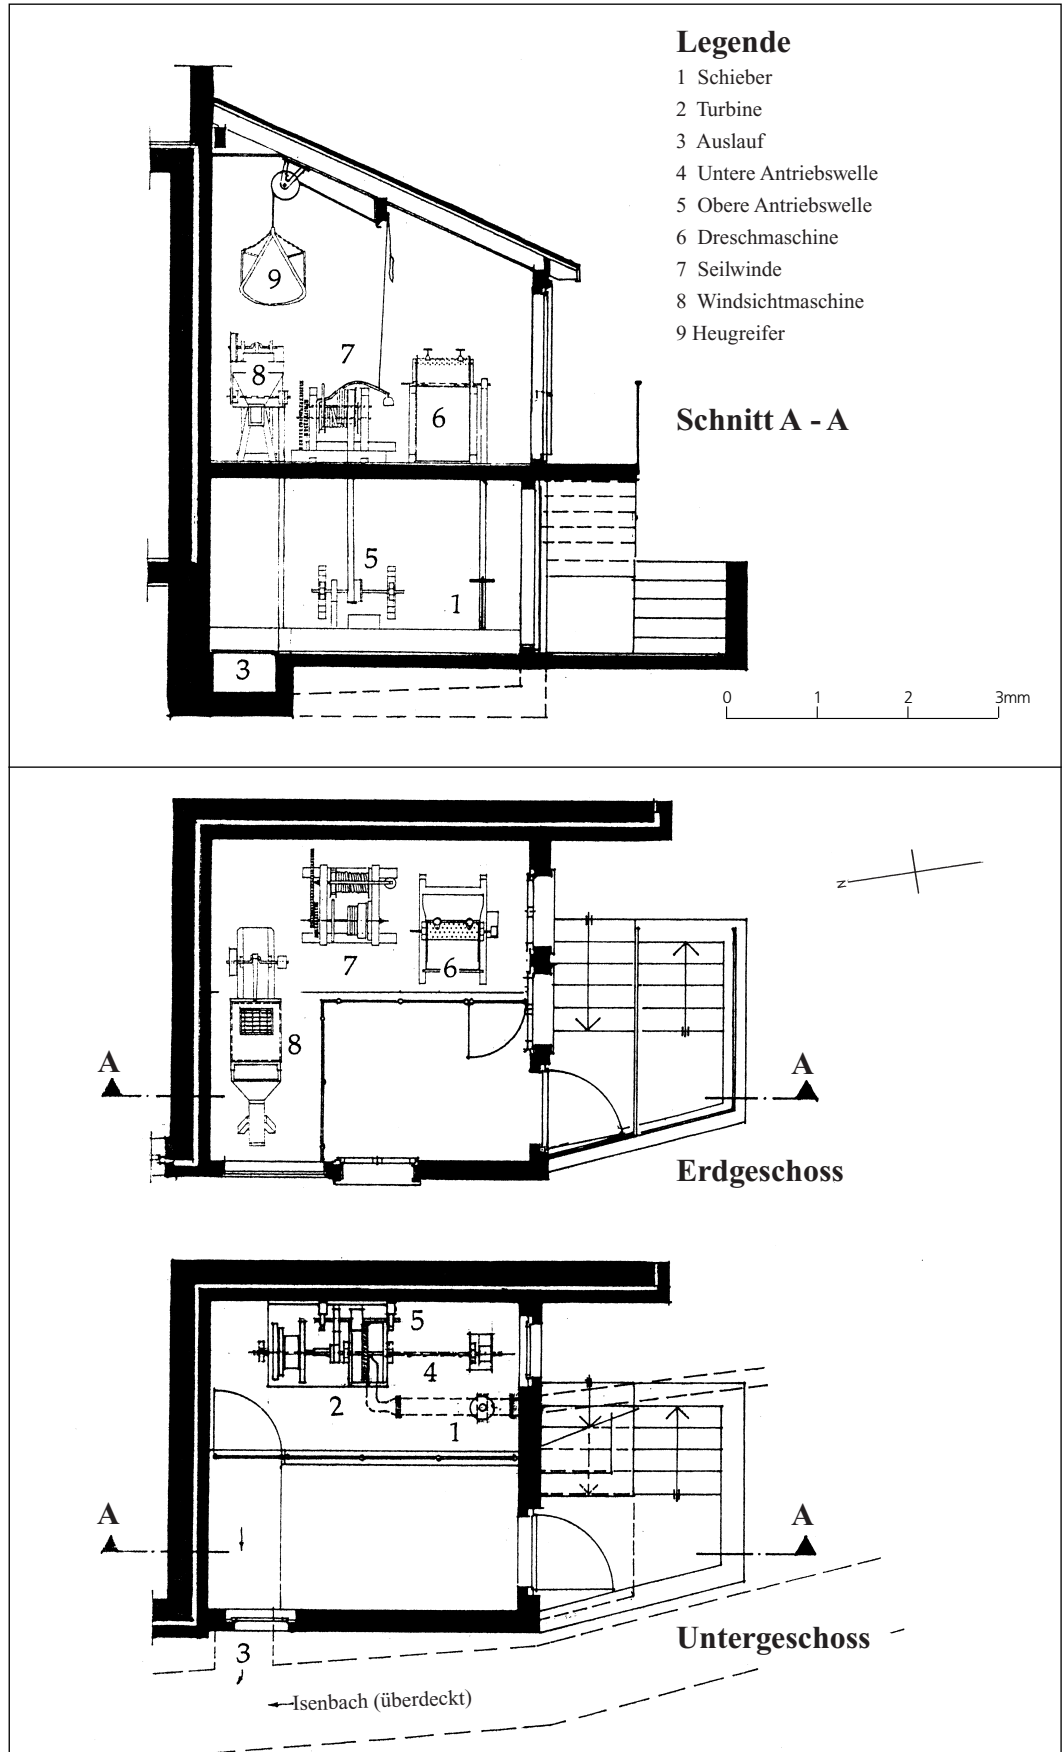 Legende
1 Schieber
2 Turbine
3 Auslauf
4 Untere Antriebswelle
5 Obere Antriebswelle
6 Dreschmaschine
7 Seilwinde
8 Windsichtmaschine
9 Heugreifer
9
8
7
6
Schnitt A - A
5
1
3
0 1 2 3mm
N
7
6
8
A A
Erdgeschoss
5
4
2
1
A A
Untergeschoss
3
Isenbach (überdeckt)